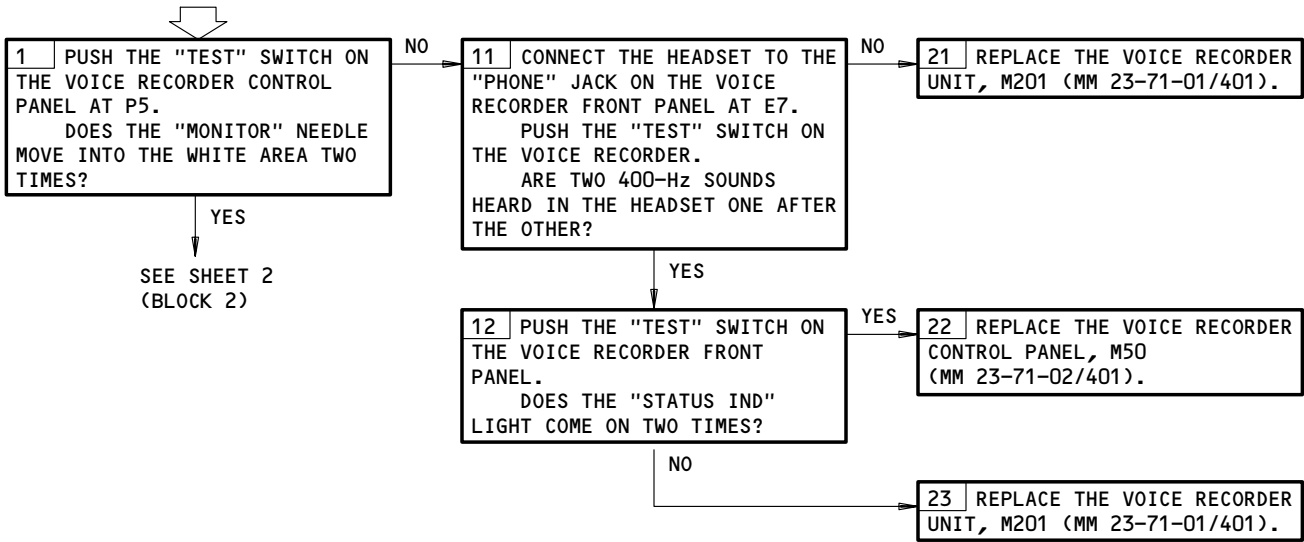 1 PUSH THE "TEST" SWITCH ON
THE VOICE RECORDER CONTROL
PANEL AT P5.
DOES THE "MONITOR" NEEDLE
MOVE INTO THE WHITE AREA TWO
TIMES?
NO
YES
SEE SHEET 2
(BLOCK 2)
11 CONNECT THE HEADSET TO THE
"PHONE" JACK ON THE VOICE
RECORDER FRONT PANEL AT E7.
PUSH THE "TEST" SWITCH ON
THE VOICE RECORDER.
ARE TWO 400-Hz SOUNDS
HEARD IN THE HEADSET ONE AFTER
THE OTHER?
NO
YES
21 REPLACE THE VOICE RECORDER
UNIT, M201 (MM 23-71-01/401).
12 PUSH THE "TEST" SWITCH ON
THE VOICE RECORDER FRONT
PANEL.
DOES THE "STATUS IND"
LIGHT COME ON TWO TIMES?
YES
NO
22 REPLACE THE VOICE RECORDER
CONTROL PANEL, M50
(MM 23-71-02/401).
23 REPLACE THE VOICE RECORDER
UNIT, M201 (MM 23-71-01/401).